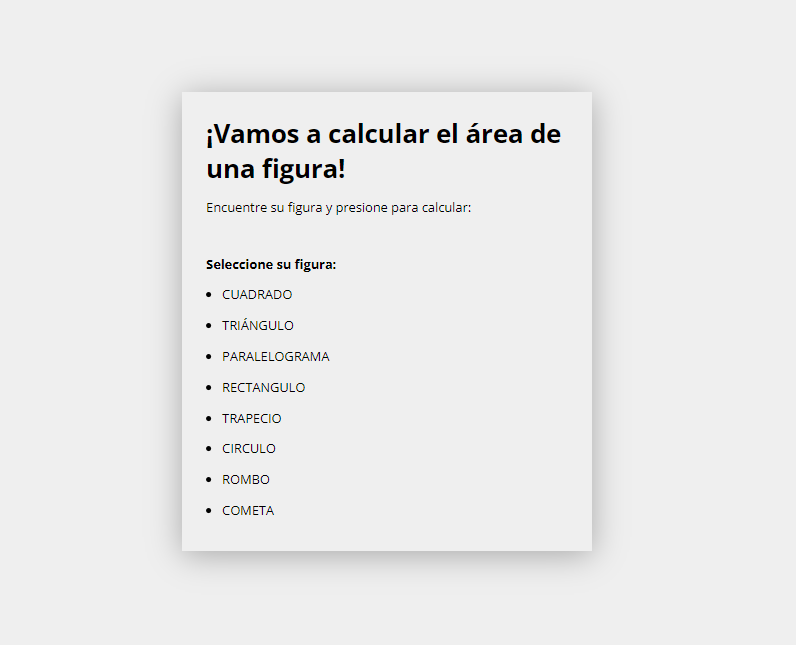 ¡Vamos a calcular el área de
una figura!
Encuentre su figura y presione para calcular:
Seleccione su figura:
CUADRADO
TRIÁNGULO
PARALELOGRAMA
RECTANGULO
TRAPECIO
CIRCULO
ROMBO
COMETA